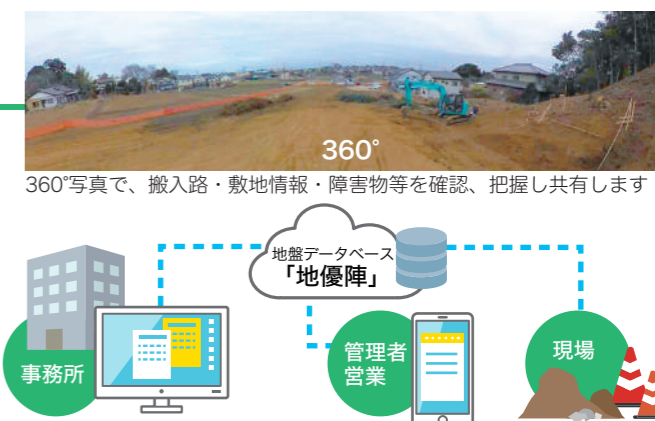 360°
360°写真で、搬入路・敷地情報・障害物等を確認、把握し共有します
地盤データベース
「地優陣」
事務所
管理者
営業
現場